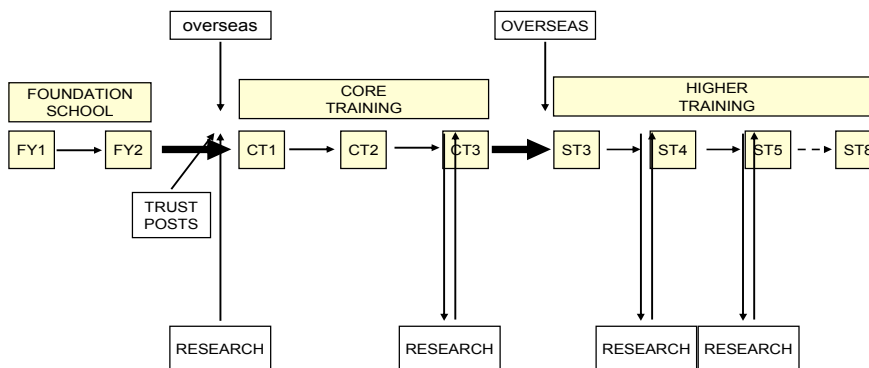 overseas
OVERSEAS
FOUNDATION
SCHOOL
CORE
TRAINING
HIGHER
TRAINING
FY1
FY2
CT1
CT2
CT3
ST3
ST4
ST5
ST8
TRUST
POSTS
RESEARCH
RESEARCH
RESEARCH
RESEARCH